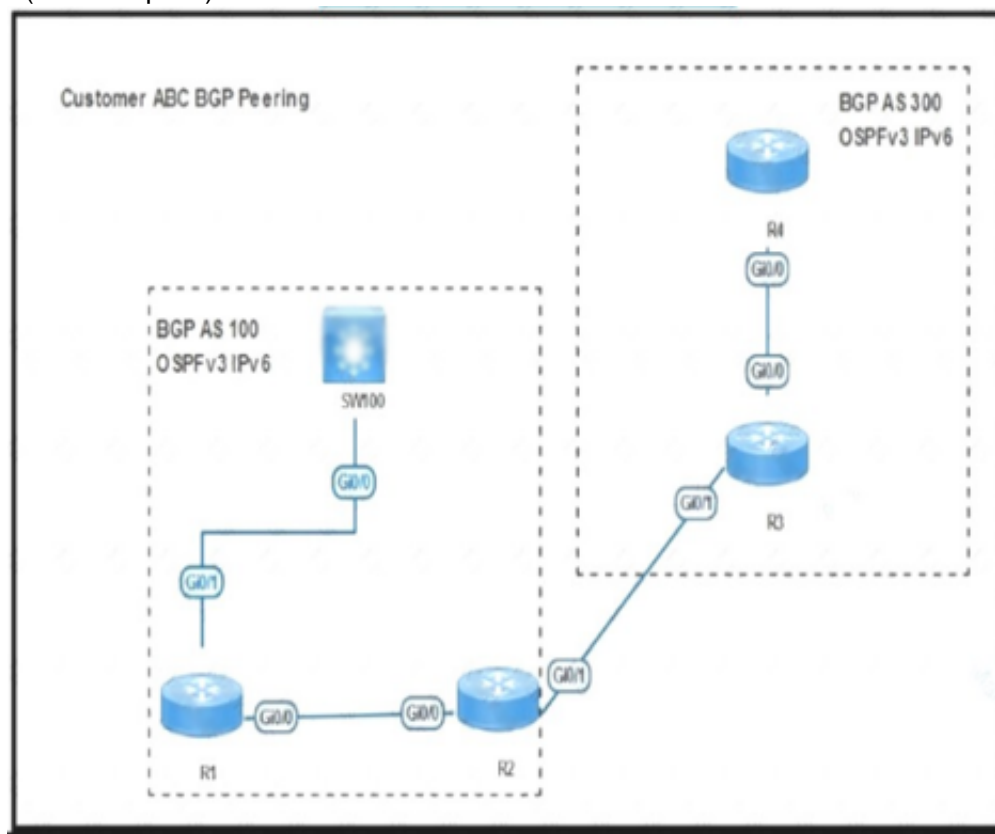 Customer ABC BGP Peering
BGP AS 300
OSPFv3 IPv6
R4
Gi0/0
Gi0/0
R3
Gi0/1
BGP AS 100
OSPFv3 IPv6
SW100
Gi0/0
Gi0/1
Gi0/1
Gi0/0
Gi0/0
R1
R2